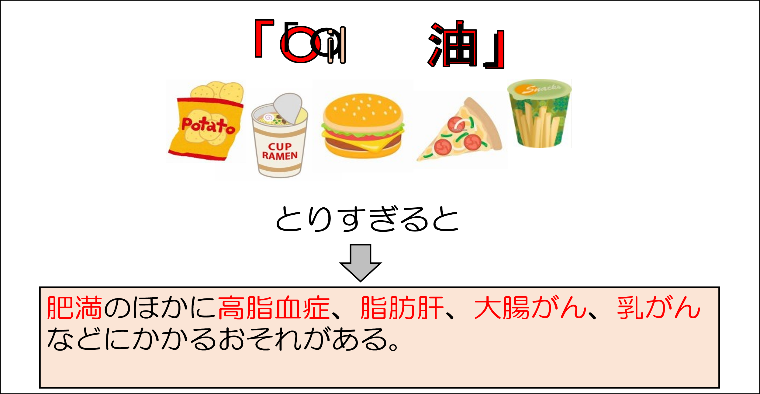 「Oil 油」
Potato
CUP
RAMEN
Snacks
とりすぎると
肥満のほかに高脂血症、脂肪肝、大腸がん、乳がん
などにかかるおそれがある。